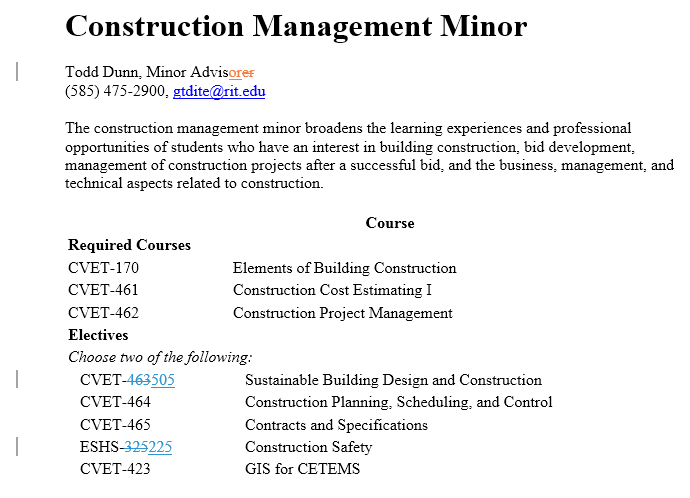 Construction Management Minor
Todd Dunn, Minor Advisorer
(585) 475-2900, gtdite@rit.edu
The construction management minor broadens the learning experiences and professional
opportunities of students who have an interest in building construction, bid development,
management of construction projects after a successful bid, and the business, management, and
technical aspects related to construction.
Course
Required Courses
CVET-170 Elements of Building Construction
CVET-461 Construction Cost Estimating I
CVET-462 Construction Project Management
Electives
Choose two of the following:
CVET-463505 Sustainable Building Design and Construction
CVET-464 Construction Planning, Scheduling, and Control
CVET-465 Contracts and Specifications
ESHS-325225 Construction Safety
CVET-423 GIS for CETEMS